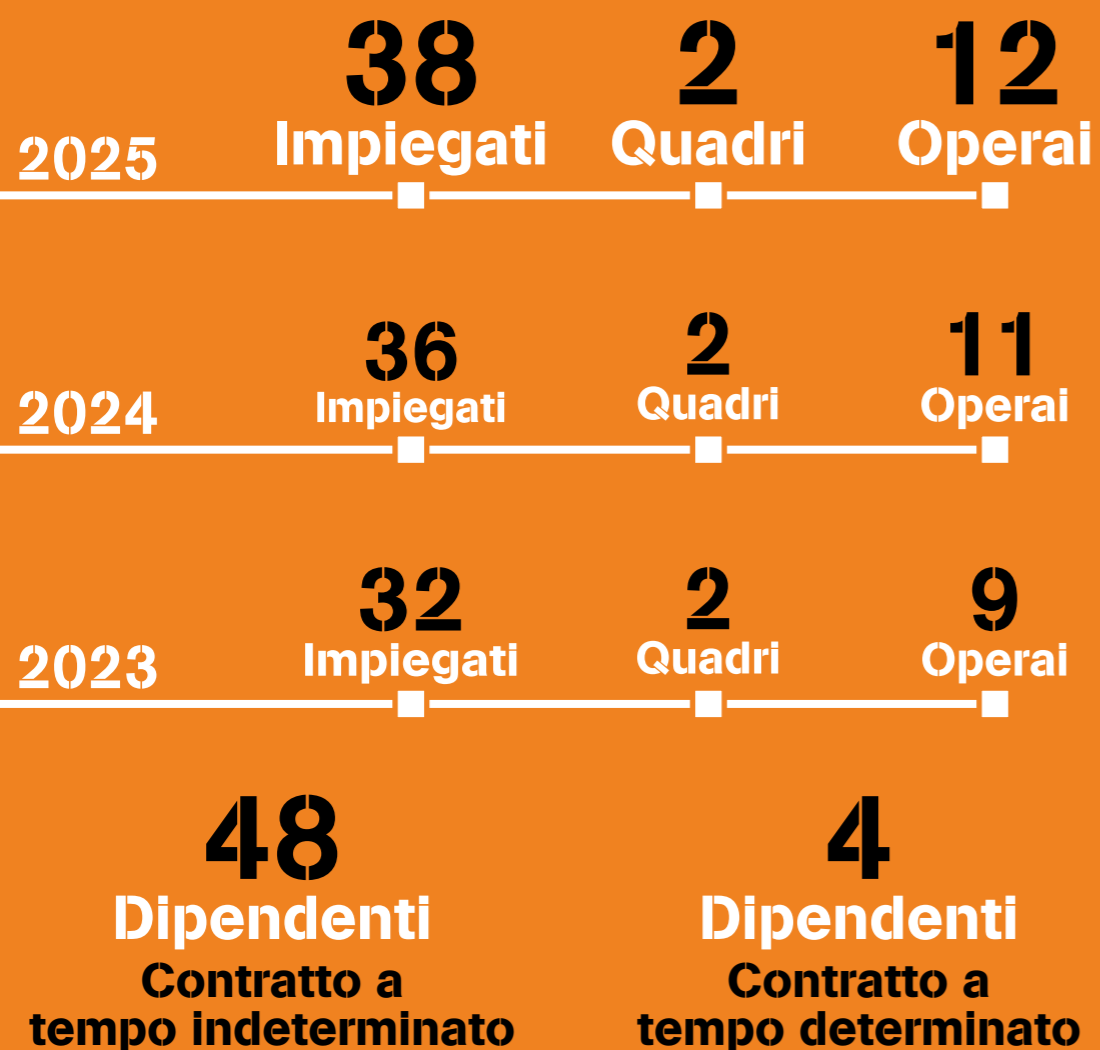 38 2 12
2025 Impiegati Quadri Operai
36 2 11
2024 Impiegati Quadri Operai
32 2 9
2023 Impiegati Quadri Operai
48 4
Dipendenti Dipendenti
Contratto a Contratto a
tempo indeterminato tempo determinato